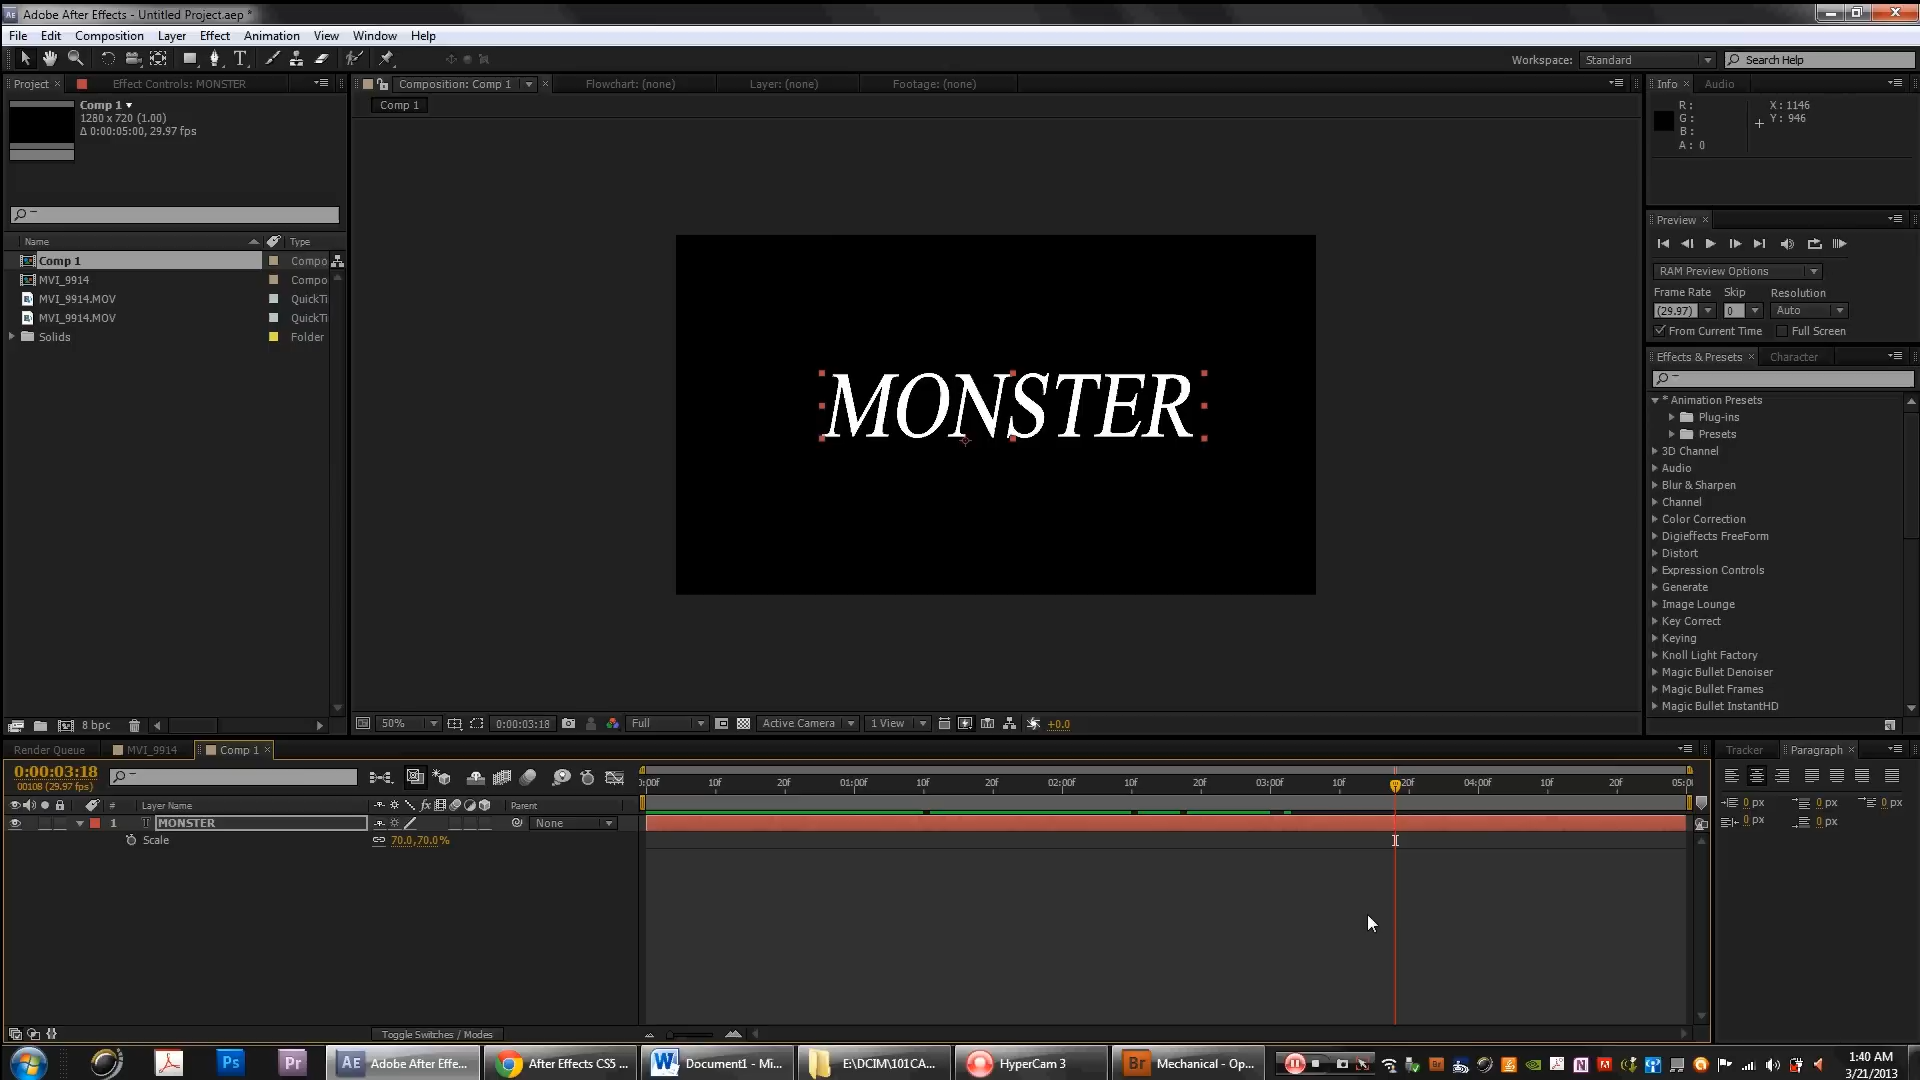 Adobe After Effects - Untitled Project.aep *
File Edit Composition Layer Effect Animation View Window Help
Workspace: Standard Search Help
Project Effect Controls: MONSTER
Composition: Comp 1 Flowchart: (none) Layer: (none) Footage: (none)
Info Audio
Comp 1
1280 x 720 (1.00)
Δ 0:00:05:00, 29.97 fps
Comp 1
R:
G:
B:
A: 0
X: 1146
Y: 946
Name Type
Comp 1 Compo
MVI_9914 Compo
MVI_9914.MOV QuickTi
MVI_9914.MOV QuickTi
Solids Folder
MONSTER
Preview
RAM Preview Options
Frame Rate Skip Resolution
(29.97) 0 Auto
From Current Time Full Screen
Effects & Presets Character
* Animation Presets
Plug-ins
Presets
3D Channel
Audio
Blur & Sharpen
Channel
Color Correction
Digieffects FreeForm
Distort
Expression Controls
Generate
Image Lounge
Key Correct
Keying
Knoll Light Factory
Magic Bullet Denoiser
Magic Bullet Frames
Magic Bullet InstantHD
8 bpc
50% 0:00:03:18 Full Active Camera 1 View +0.0
Render Queue MVI_9914 Comp 1
Tracker Paragraph
0:00:03:18
00108 (29.97 fps)
):00f 10f 20f 01:00f 10f 20f 02:00f 10f 20f 03:00f 10f 20f 04:00f 10f 20f 05:0
# Layer Name fx Parent
1 T MONSTER None
Scale 70.0,70.0%
0 px 0 px 0 px
0 px 0 px
Toggle Switches / Modes
Ps Pr AE Adobe After Effe... After Effects CS5 ... W Document1 - Mi... E:\DCIM\101CA... HyperCam 3 Br Mechanical - Op...
1:40 AM
3/21/2013